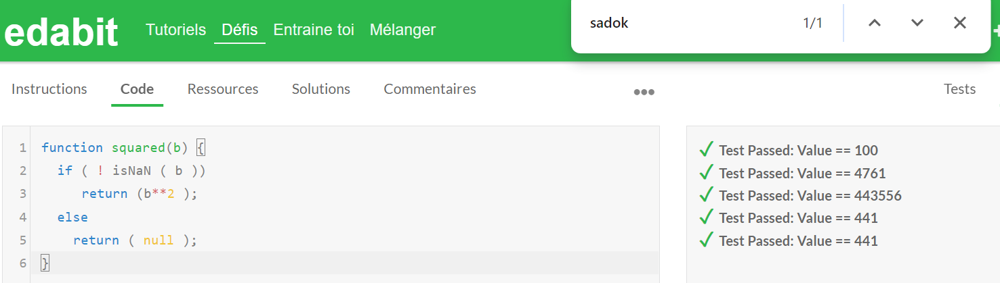 edabit Tutoriels Défis Entraine toi Mélanger
sadok 1/1
Instructions Code Ressources Solutions Commentaires ••• Tests
1 function squared(b) {
2 if ( ! isNaN ( b ))
3 return (b**2 );
4 else
5 return ( null );
6 }
✓ Test Passed: Value == 100
✓ Test Passed: Value == 4761
✓ Test Passed: Value == 443556
✓ Test Passed: Value == 441
✓ Test Passed: Value == 441